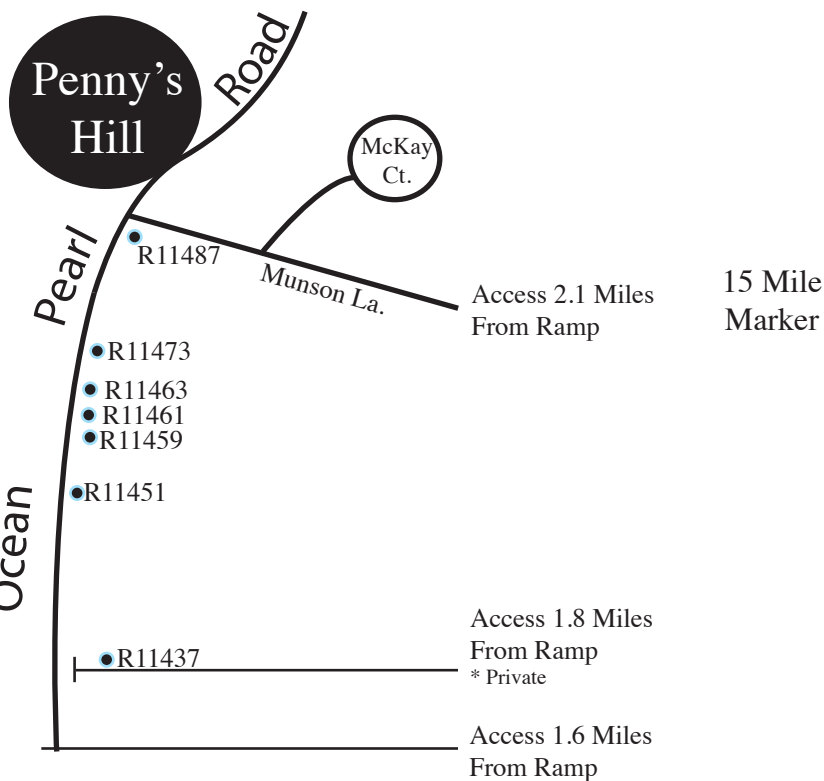 Penny’s
Hill
Road
McKay
Ct.
Pearl
R11487
Munson La.
Access 2.1 Miles
From Ramp
15 Mile
Marker
R11473
R11463
R11461
R11459
R11451
Ocean
R11437
Access 1.8 Miles
From Ramp
* Private
Access 1.6 Miles
From Ramp